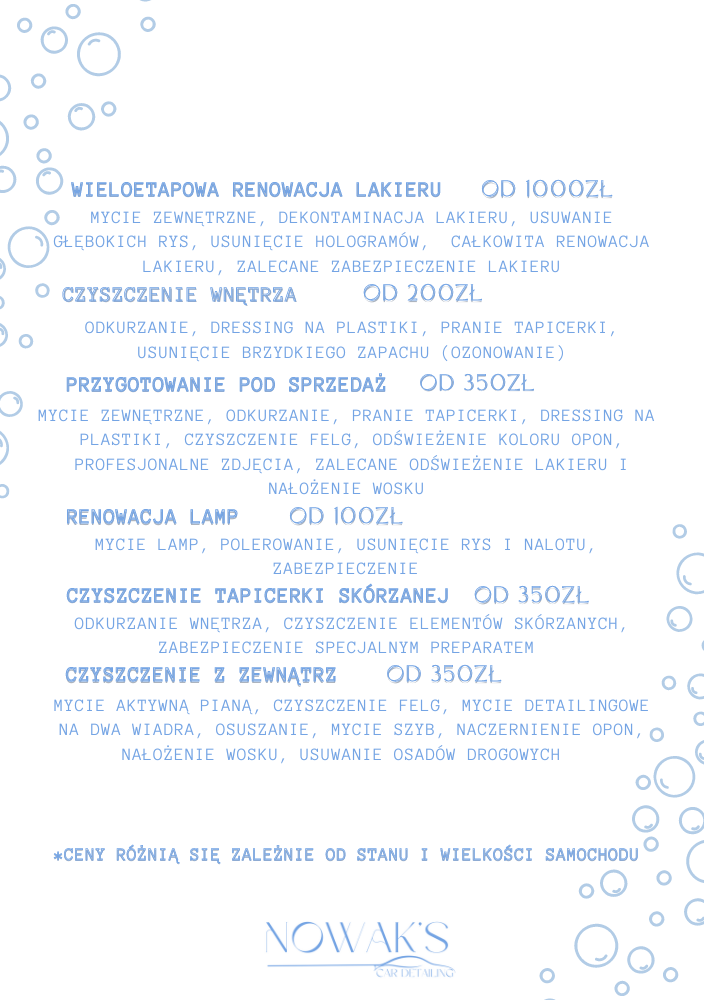 WIELOETAPOWA RENOWACJA LAKIERU OD 1000ZŁ
MYCIE ZEWNĘTRZNE, DEKONTAMINACJA LAKIERU, USUWANIE
GŁĘBOKICH RYS, USUNIĘCIE HOLOGRAMÓW, CAŁKOWITA RENOWACJA
LAKIERU, ZALECANE ZABEZPIECZENIE LAKIERU
CZYSZCZENIE WNĘTRZA OD 200ZŁ
ODKURZANIE, DRESSING NA PLASTIKI, PRANIE TAPICERKI,
USUNIĘCIE BRZYDKIEGO ZAPACHU (OZONOWANIE)
PRZYGOTOWANIE POD SPRZEDAŻ OD 350ZŁ
MYCIE ZEWNĘTRZNE, ODKURZANIE, PRANIE TAPICERKI, DRESSING NA
PLASTIKI, CZYSZCZENIE FELG, ODŚWIEŻENIE KOLORU OPON,
PROFESJONALNE ZDJĘCIA, ZALECANE ODŚWIEŻENIE LAKIERU I
NAŁOŻENIE WOSKU
RENOWACJA LAMP OD 100ZŁ
MYCIE LAMP, POLEROWANIE, USUNIĘCIE RYS I NALOTU,
ZABEZPIECZENIE
CZYSZCZENIE TAPICERKI SKÓRZANEJ OD 350ZŁ
ODKURZANIE WNĘTRZA, CZYSZCZENIE ELEMENTÓW SKÓRZANYCH,
ZABEZPIECZENIE SPECJALNYM PREPARATEM
CZYSZCZENIE Z ZEWNĄTRZ OD 350ZŁ
MYCIE AKTYWNĄ PIANĄ, CZYSZCZENIE FELG, MYCIE DETAILINGOWE
NA DWA WIADRA, OSUSZANIE, MYCIE SZYB, NACZERNIENIE OPON,
NAŁOŻENIE WOSKU, USUWANIE OSADÓW DROGOWYCH
*CENY RÓŻNIĄ SIĘ ZALEŻNIE OD STANU I WIELKOŚCI SAMOCHODU
NOWAK'S
CAR DETAILING